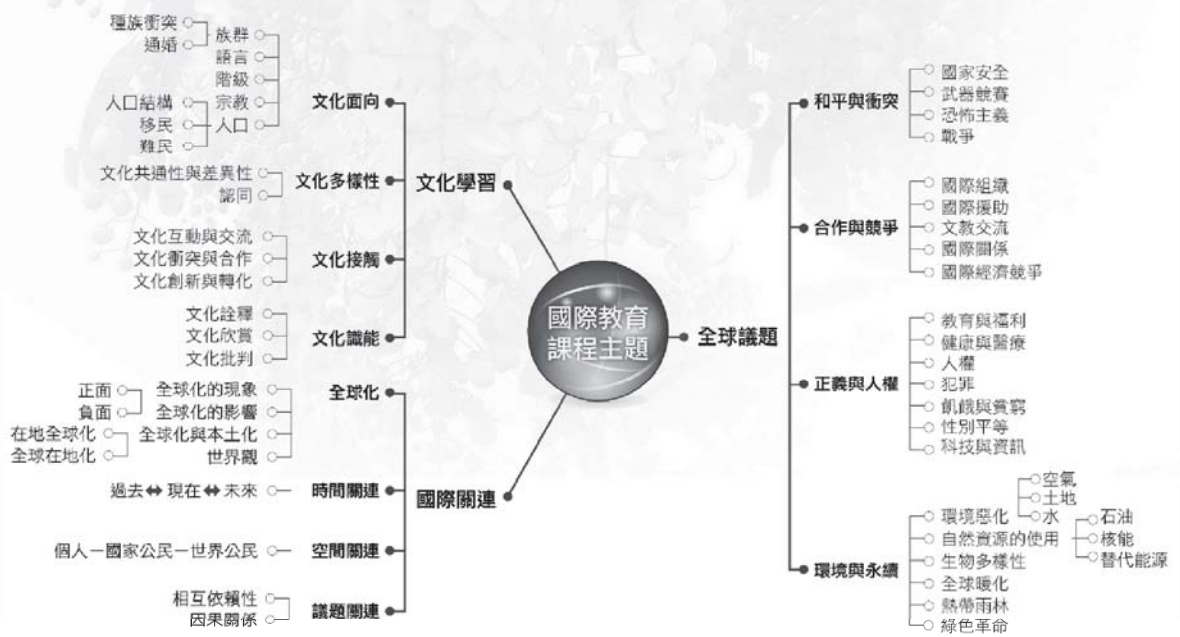 國際教育
課程主題
文化學習
文化面向
族群
種族衝突
通婚
語言
階級
宗教
人口
人口結構
移民
難民
文化多樣性
文化共通性與差異性
認同
文化接觸
文化互動與交流
文化衝突與合作
文化創新與轉化
文化識能
文化詮釋
文化欣賞
文化批判
國際關連
全球化
全球化的現象
全球化的影響
正面
負面
全球化與本土化
在地全球化
全球在地化
世界觀
時間關連
過去⇔現在⇔未來
空間關連
個人－國家公民－世界公民
議題關連
相互依賴性
因果關係
全球議題
和平與衝突
國家安全
武器競賽
恐怖主義
戰爭
合作與競爭
國際組織
國際援助
文教交流
國際關係
國際經濟競爭
正義與人權
教育與福利
健康與醫療
人權
犯罪
飢餓與貧窮
性別平等
科技與資訊
環境與永續
環境惡化
空氣
土地
水
自然資源的使用
石油
核能
替代能源
生物多樣性
全球暖化
熱帶雨林
綠色革命